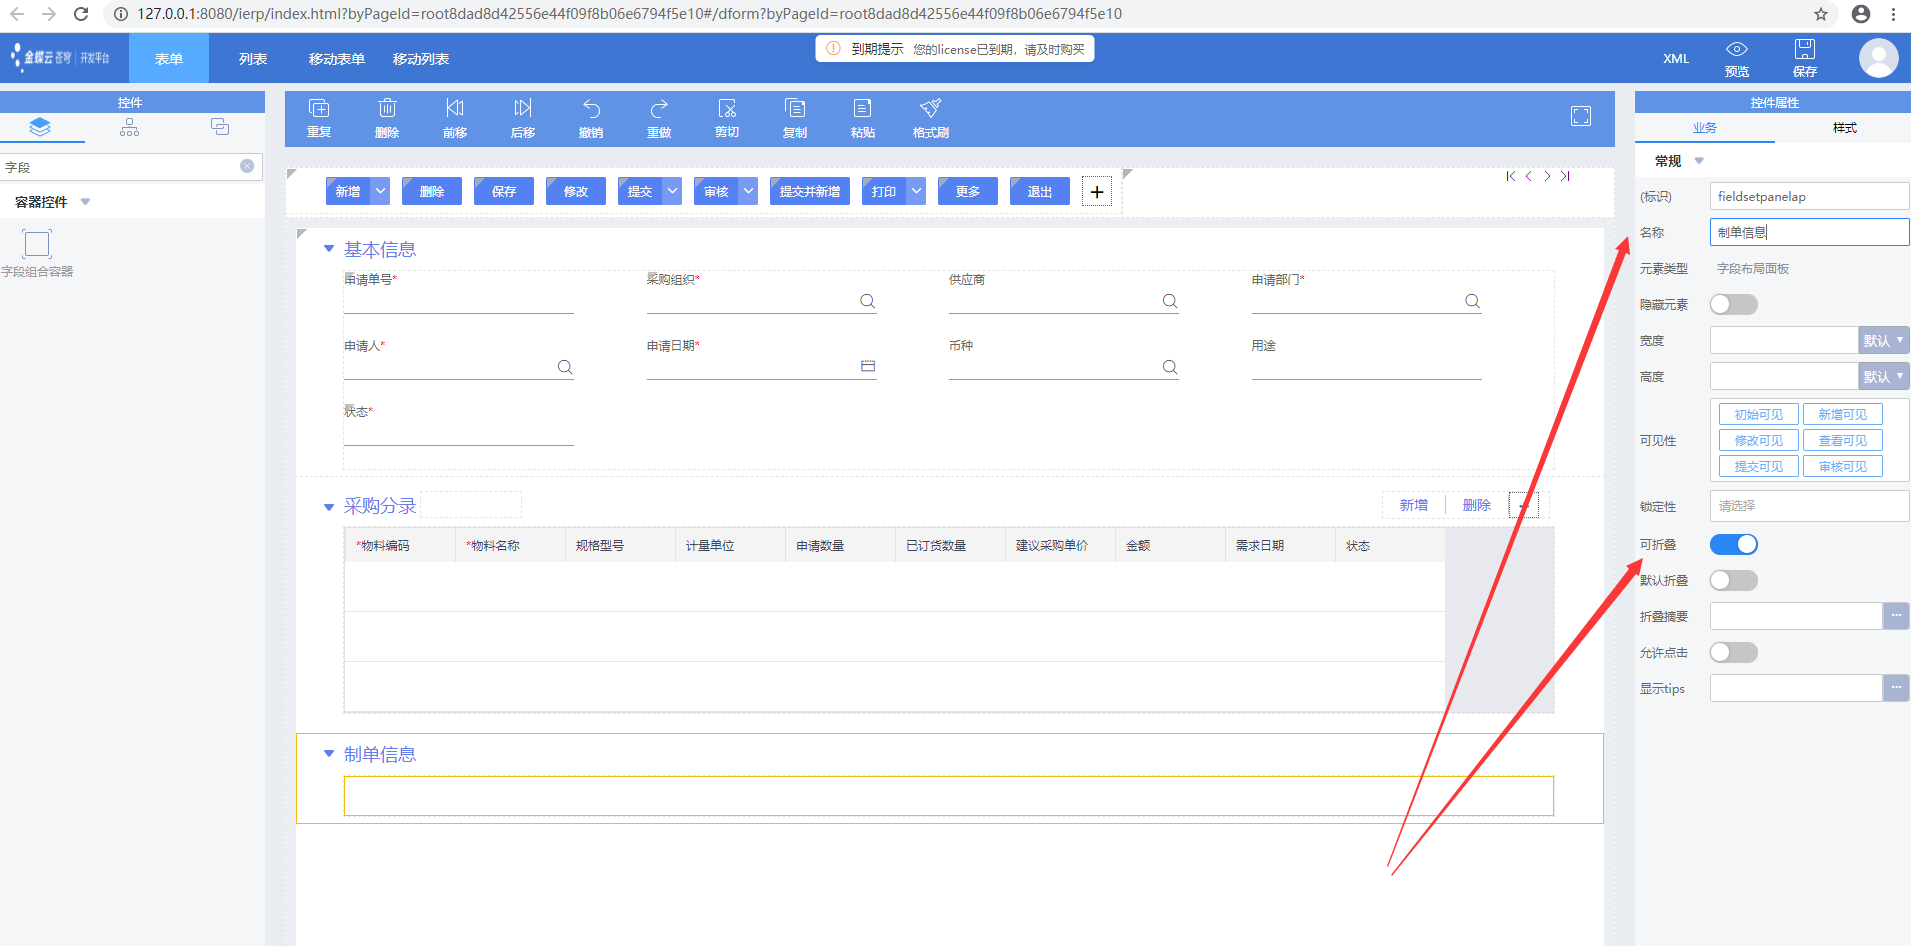 127.0.0.1:8080/ierp/index.html?byPageId=root8dad8d42556e44f09f8b06e6794f5e10#/dform?byPageId=root8dad8d42556e44f09f8b06e6794f5e10
金蝶云 苍穹 | 开发平台
表单 列表 移动表单 移动列表
到期提示 您的license已到期，请及时购买
XML 预览 保存
控件
字段
容器控件
字段组合容器
重复 删除 前移 后移 撤销 重做 剪切 复制 粘贴 格式刷
新增 删除 保存 修改 提交 审核 提交并新增 打印 更多 退出 +
基本信息
申请单号* 采购组织* 供应商 申请部门*
申请人* 申请日期* 币种 用途
状态*
采购分录 新增 删除
*物料编码 *物料名称 规格型号 计量单位 申请数量 已订货数量 建议采购单价 金额 需求日期 状态
制单信息
控件属性
业务 样式
常规
(标识) fieldsetpanelap
名称 制单信息
元素类型 字段布局面板
隐藏元素
宽度 默认
高度 默认
可见性
初始可见 新增可见
修改可见 查看可见
提交可见 审核可见
锁定性 请选择
可折叠
默认折叠
折叠摘要 ...
允许点击
显示tips ...